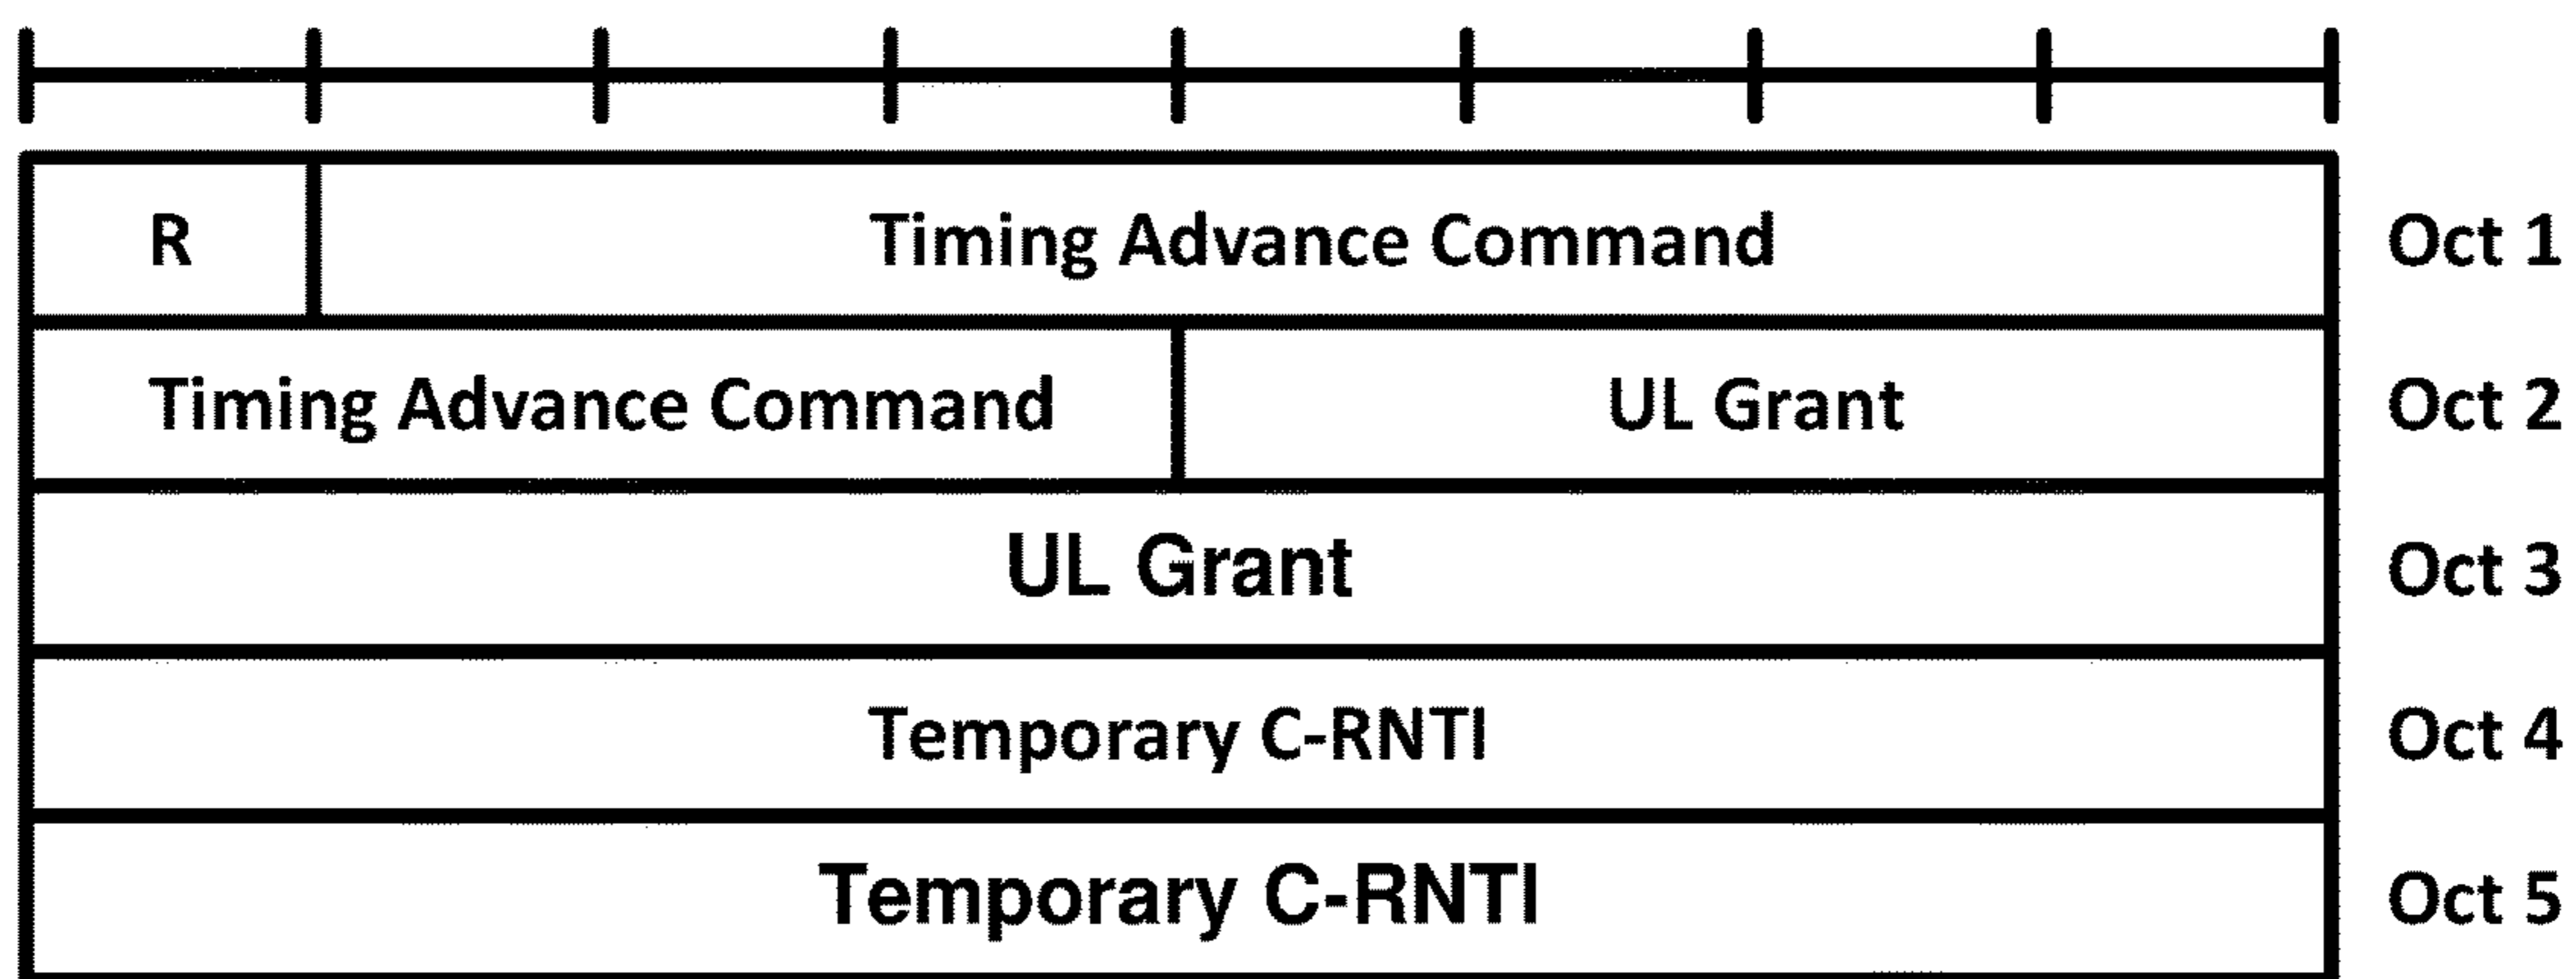 R Timing Advance Command Oct 1
Timing Advance Command UL Grant Oct 2
UL Grant Oct 3
Temporary C-RNTI Oct 4
Temporary C-RNTI Oct 5